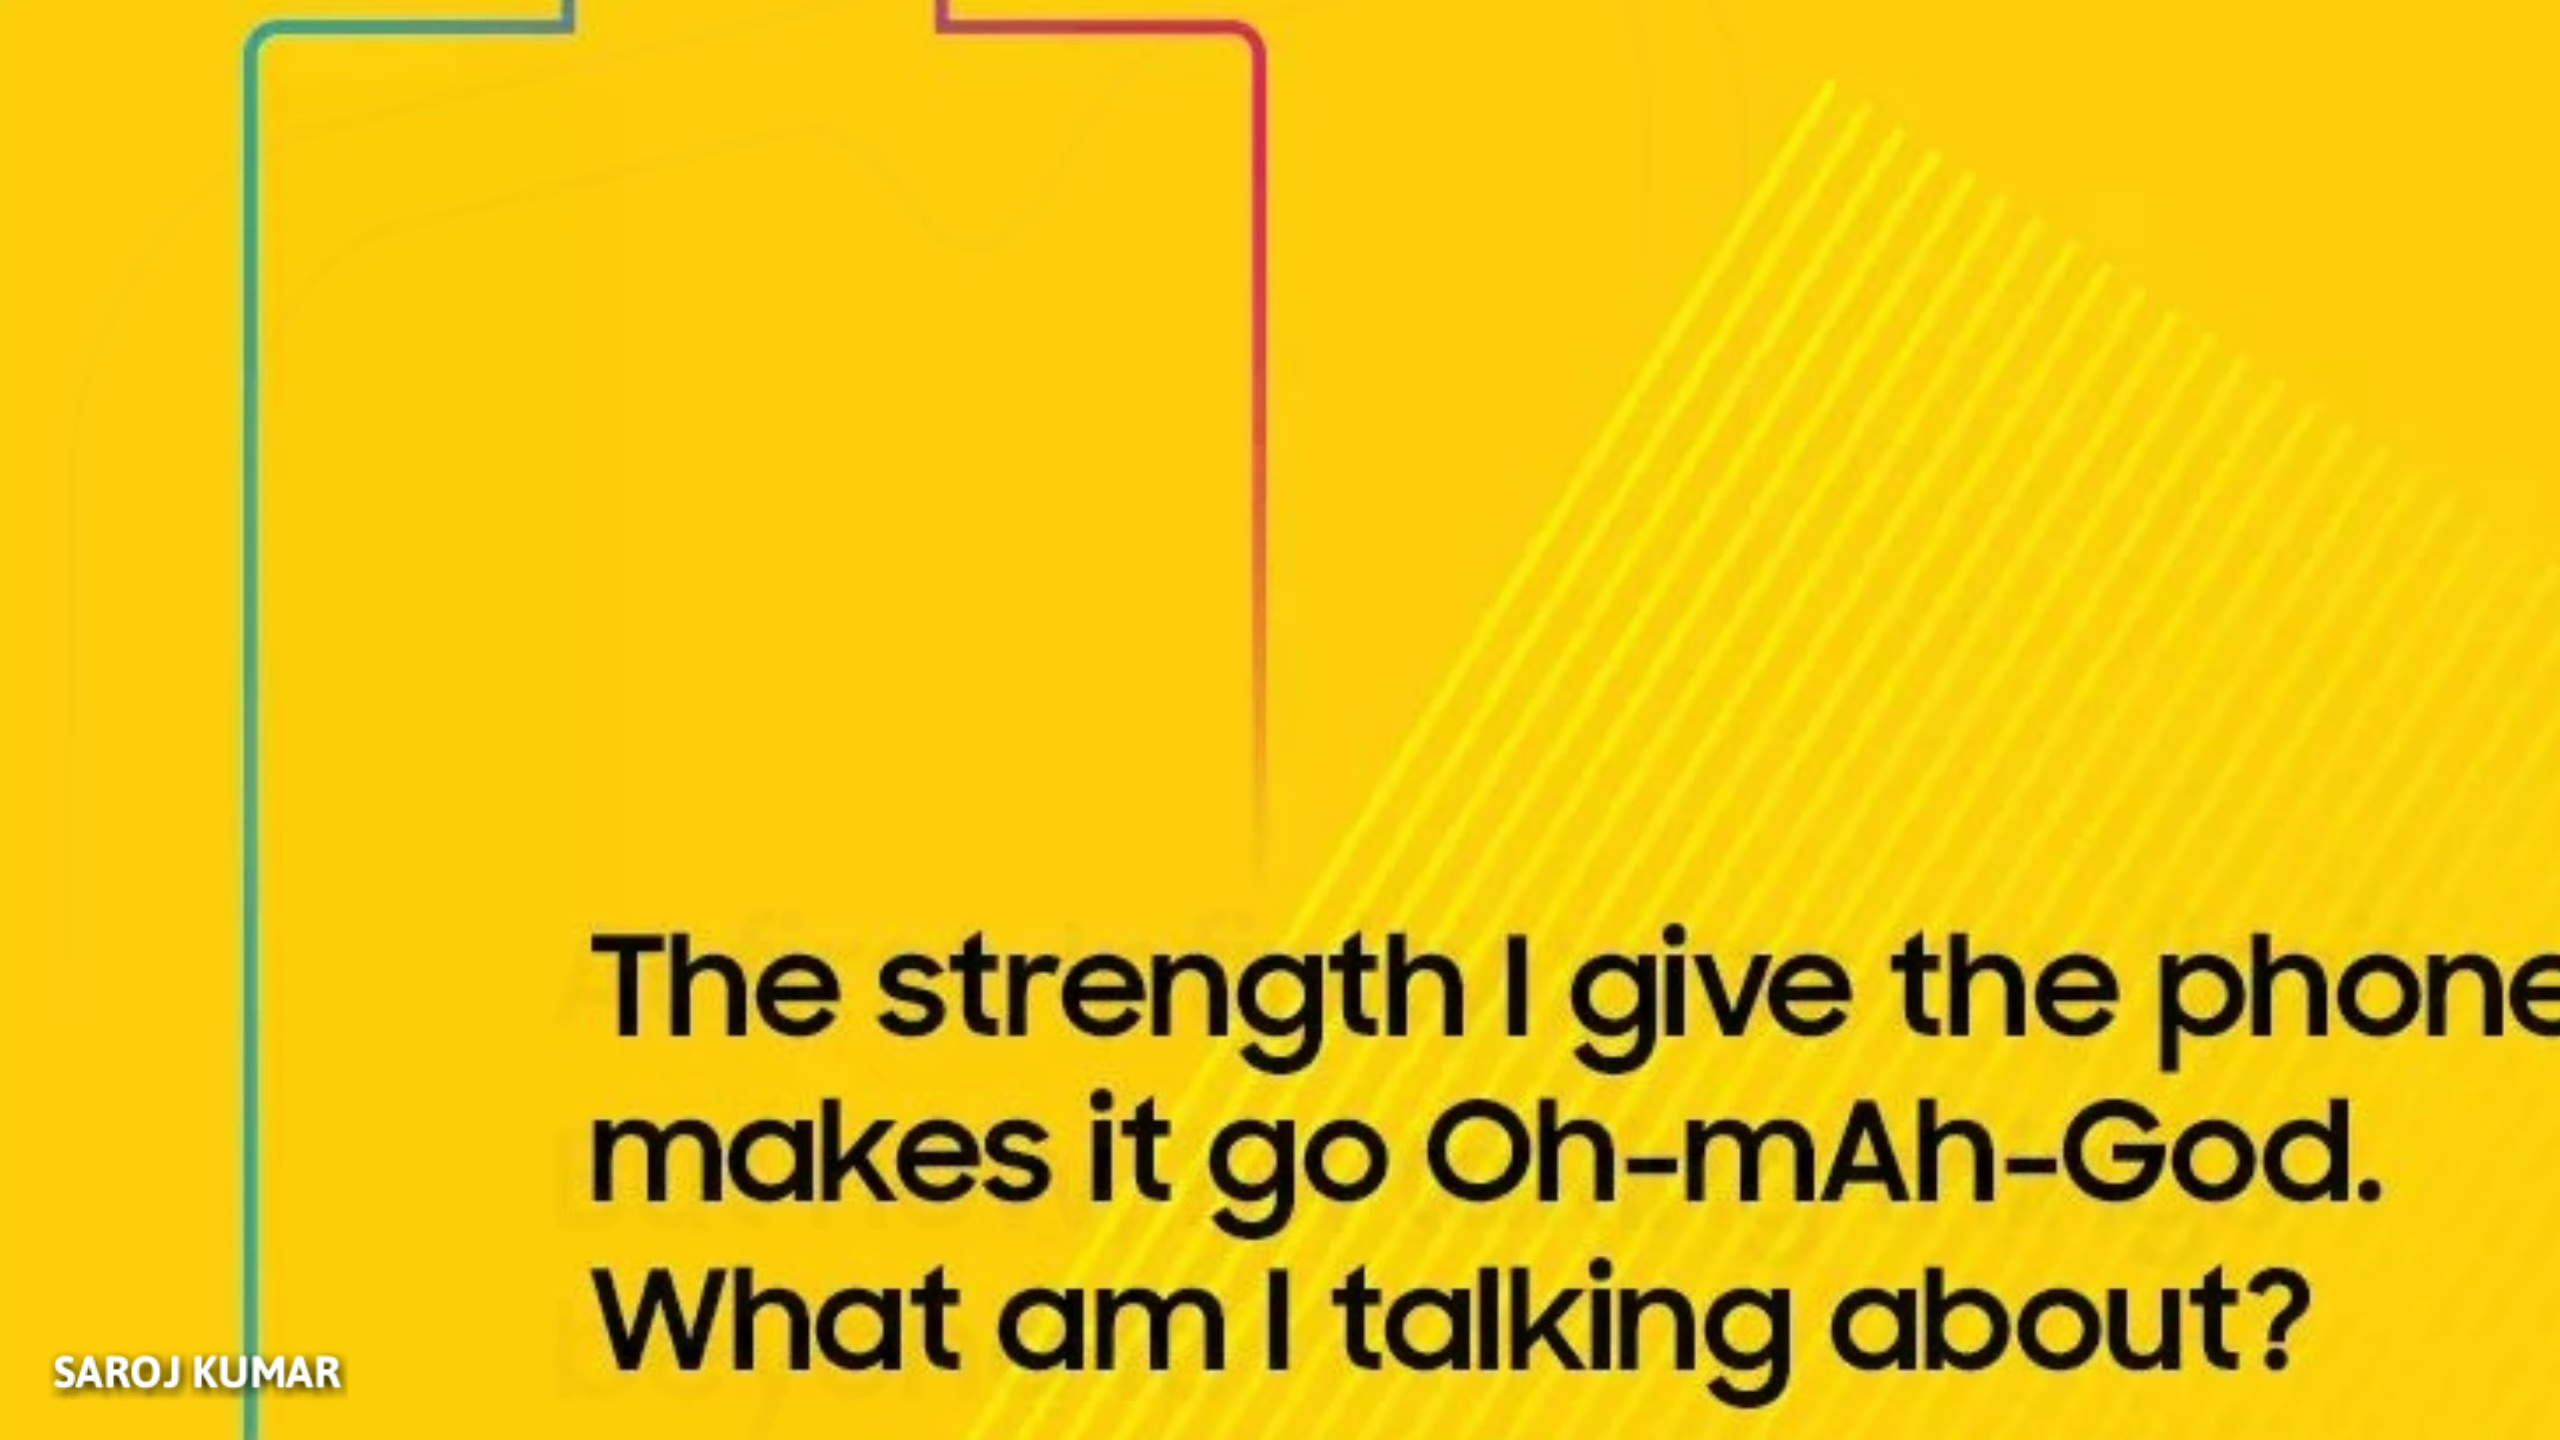 The strength I give the phone
makes it go Oh-mAh-God.
What am I talking about?
SAROJ KUMAR